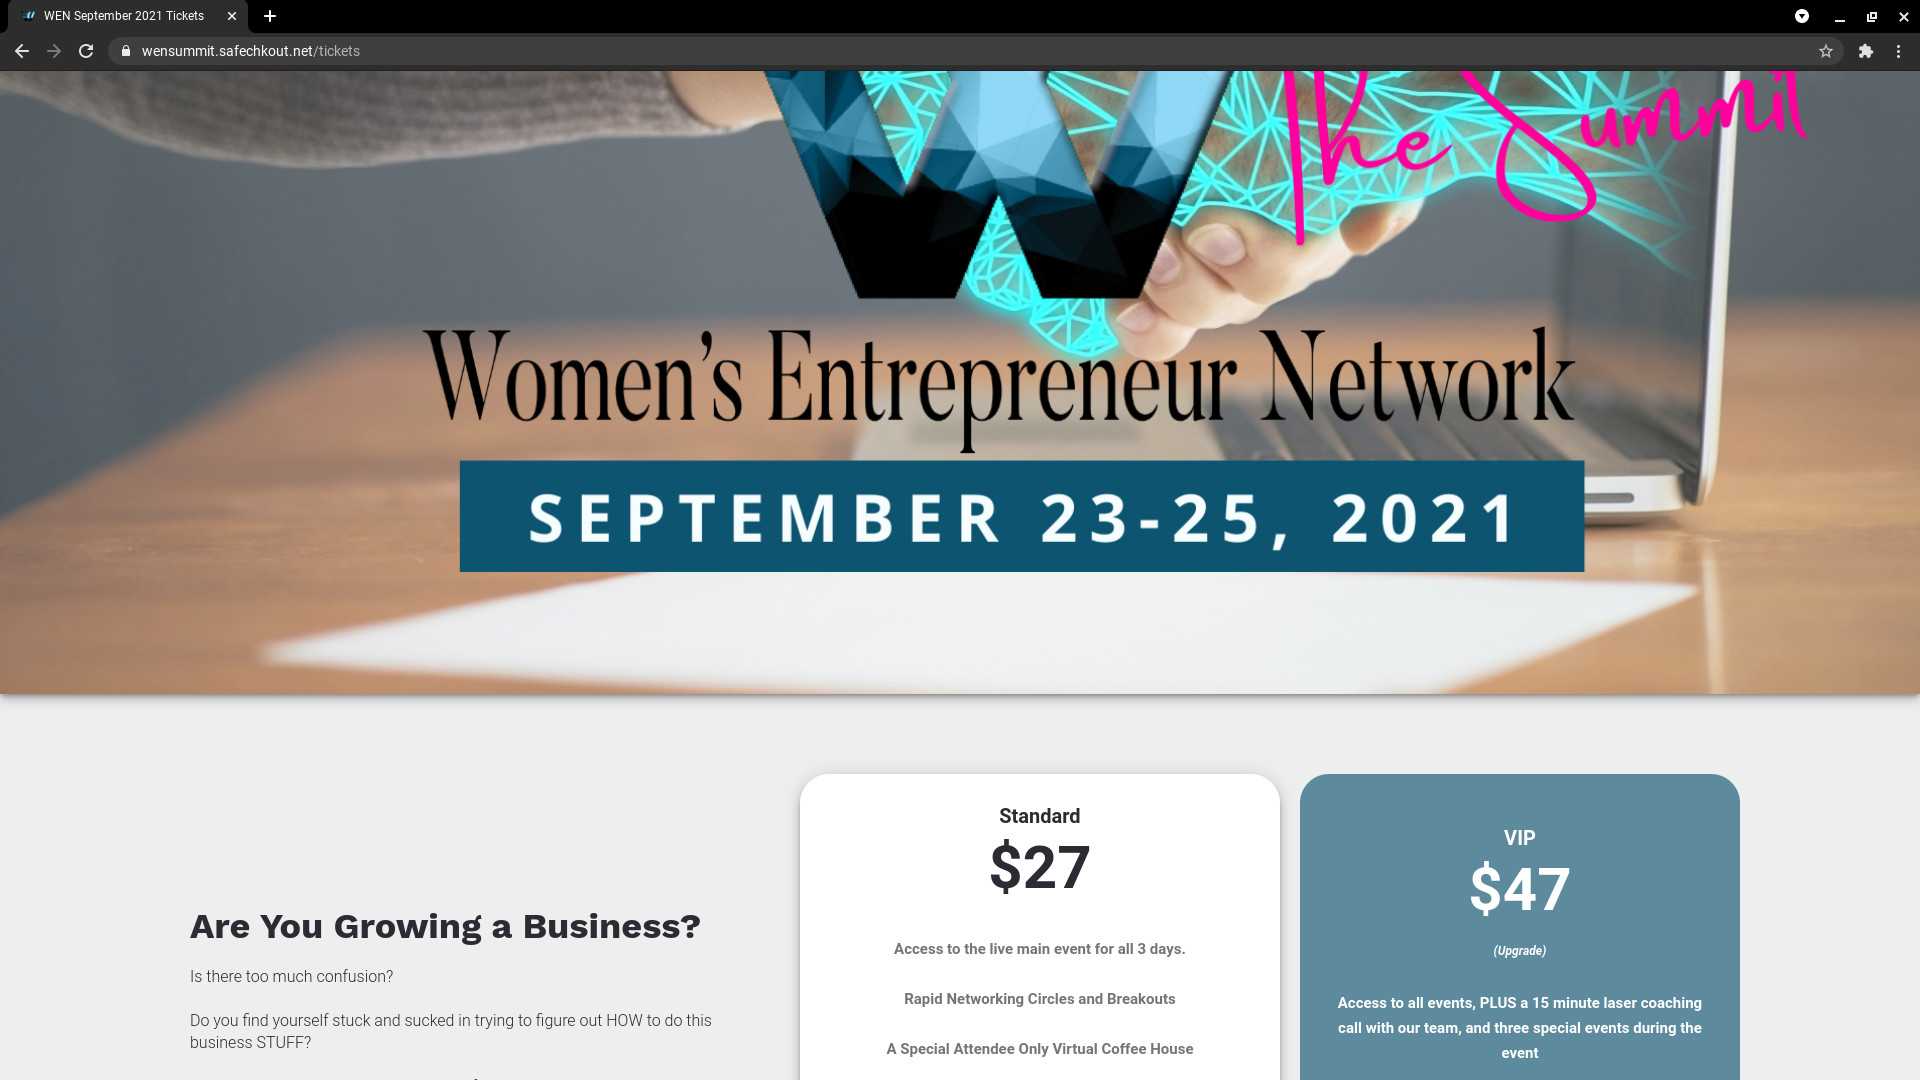 WEN September 2021 Tickets
wensummit.safechkout.net/tickets
W
The Summit
Women's Entrepreneur Network
SEPTEMBER 23-25, 2021
Standard
$27
Access to the live main event for all 3 days.
Rapid Networking Circles and Breakouts
A Special Attendee Only Virtual Coffee House
VIP
$47
(Upgrade)
Access to all events, PLUS a 15 minute laser coaching
call with our team, and three special events during the
event
Are You Growing a Business?
Is there too much confusion?
Do you find yourself stuck and sucked in trying to figure out HOW to do this
business STUFF?